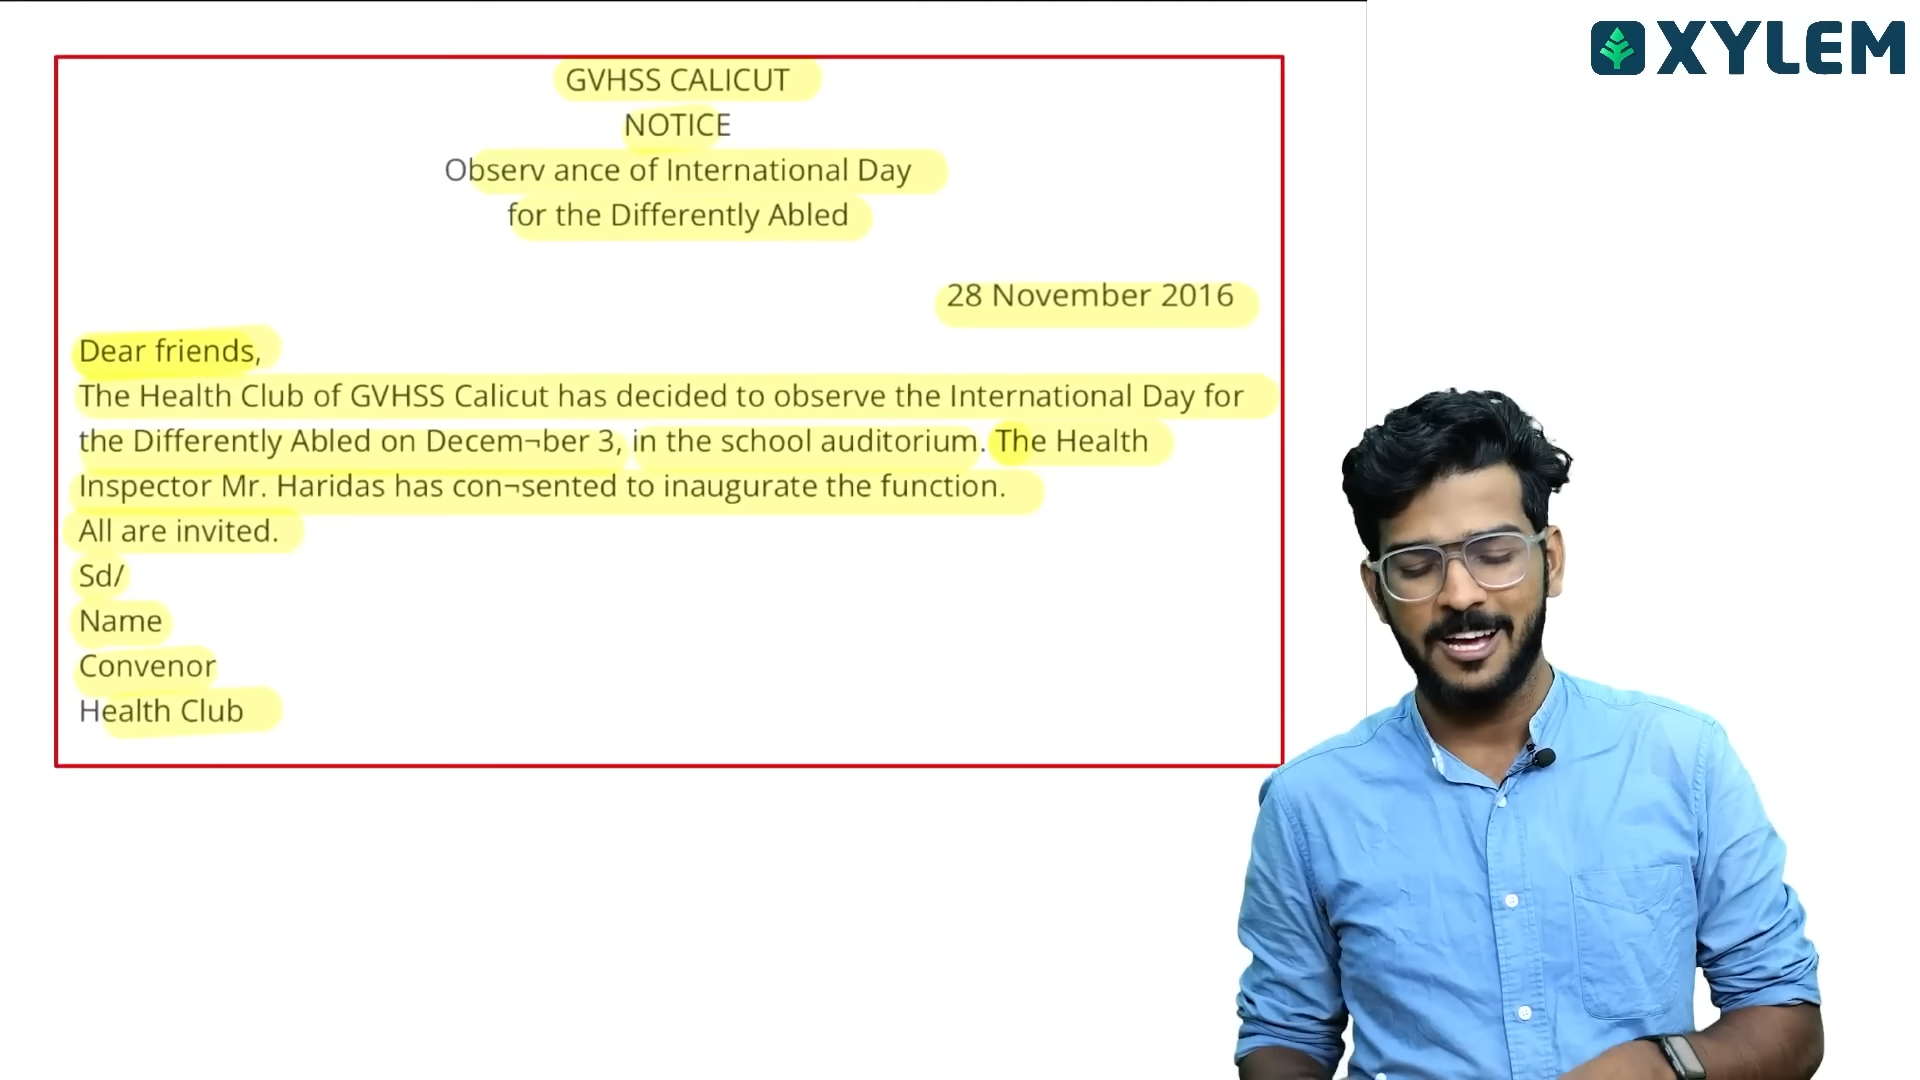 XYLEM
GVHSS CALICUT
NOTICE
Observ ance of International Day
for the Differently Abled
28 November 2016
Dear friends,
The Health Club of GVHSS Calicut has decided to observe the International Day for
the Differently Abled on Decem¬ber 3, in the school auditorium. The Health
Inspector Mr. Haridas has con¬sented to inaugurate the function.
All are invited.
Sd/
Name
Convenor
Health Club